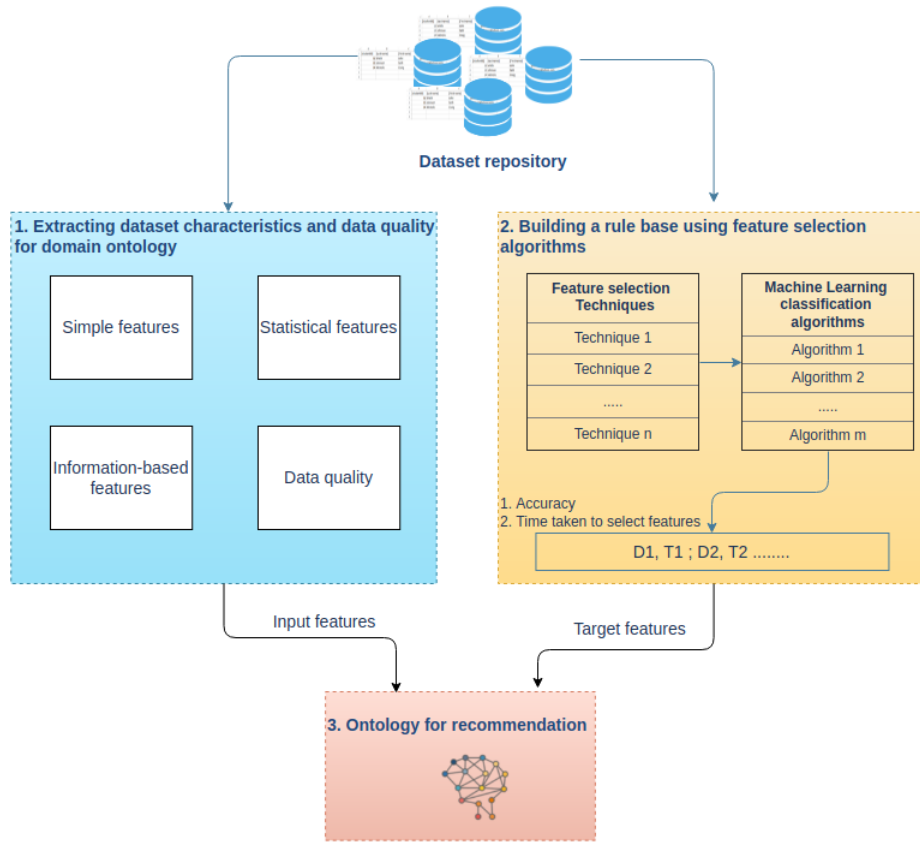 Dataset repository
1. Extracting dataset characteristics and data quality
for domain ontology
Simple features
Statistical features
Information-based
features
Data quality
2. Building a rule base using feature selection
algorithms
Feature selection
Techniques
Technique 1
Technique 2
.....
Technique n
Machine Learning
classification
algorithms
Algorithm 1
Algorithm 2
.....
Algorithm m
1. Accuracy
2. Time taken to select features
D1, T1 ; D2, T2 ........
Input features
Target features
3. Ontology for recommendation